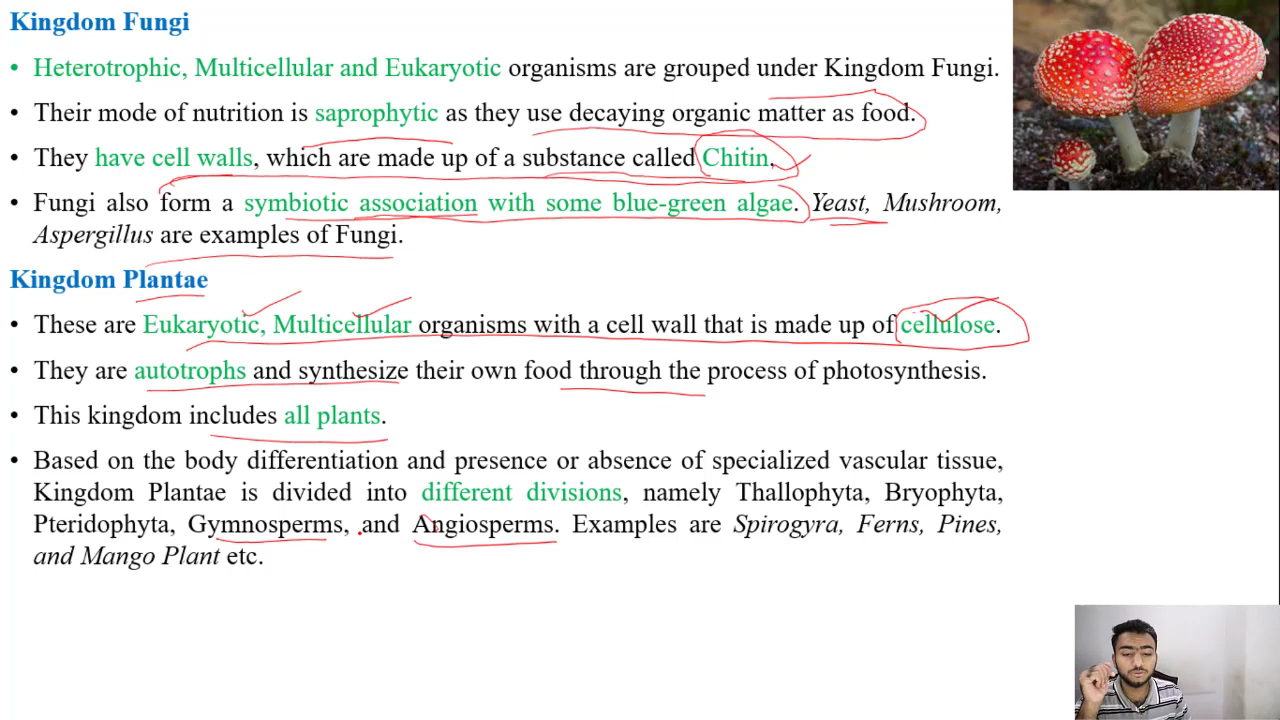 Kingdom Fungi
• Heterotrophic, Multicellular and Eukaryotic organisms are grouped under Kingdom Fungi.
• Their mode of nutrition is saprophytic as they use decaying organic matter as food.
• They have cell walls, which are made up of a substance called Chitin,
• Fungi also form a symbiotic association with some blue-green algae. Yeast, Mushroom,
Aspergillus are examples of Fungi.
Kingdom Plantae
• These are Eukaryotic, Multicellular organisms with a cell wall that is made up of cellulose.
• They are autotrophs and synthesize their own food through the process of photosynthesis.
• This kingdom includes all plants.
• Based on the body differentiation and presence or absence of specialized vascular tissue,
Kingdom Plantae is divided into different divisions, namely Thallophyta, Bryophyta,
Pteridophyta, Gymnosperms, and Angiosperms. Examples are Spirogyra, Ferns, Pines,
and Mango Plant etc.